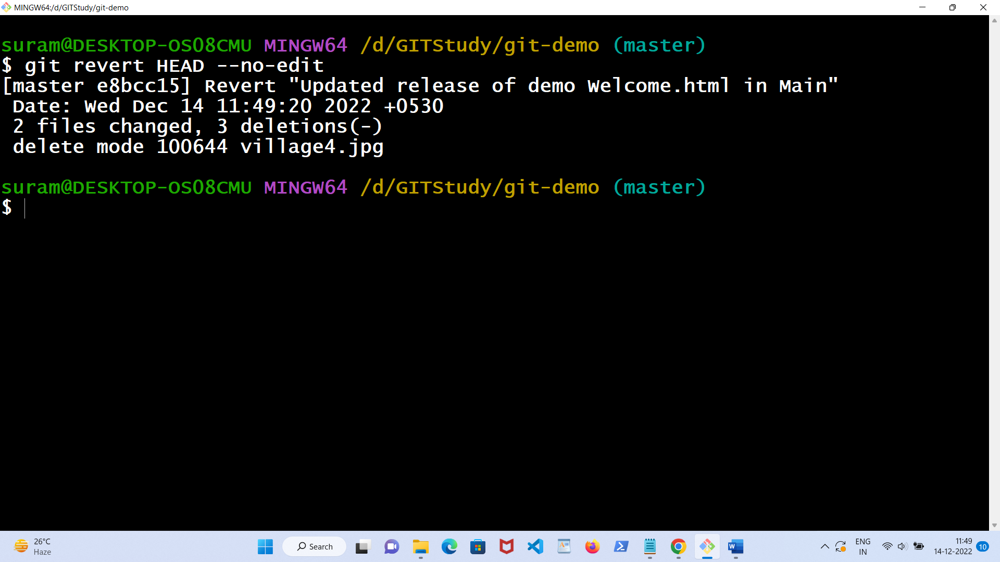 MINGW64:/d/GITStudy/git-demo
suram@DESKTOP-OS08CMU MINGW64 /d/GITStudy/git-demo (master)
$ git revert HEAD --no-edit
[master e8bcc15] Revert "Updated release of demo Welcome.html in Main"
 Date: Wed Dec 14 11:49:20 2022 +0530
 2 files changed, 3 deletions(-)
 delete mode 100644 village4.jpg
suram@DESKTOP-OS08CMU MINGW64 /d/GITStudy/git-demo (master)
$
26°C
Haze
Search
ENG
IN
11:49
14-12-2022
10